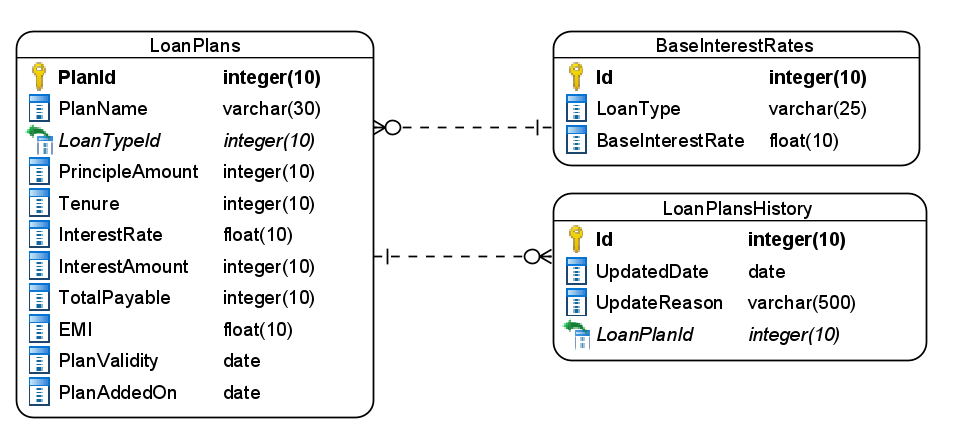 LoanPlans
PlanId integer(10)
PlanName varchar(30)
LoanTypeId integer(10)
PrincipleAmount integer(10)
Tenure integer(10)
InterestRate float(10)
InterestAmount integer(10)
TotalPayable integer(10)
EMI float(10)
PlanValidity date
PlanAddedOn date
BaseInterestRates
Id integer(10)
LoanType varchar(25)
BaseInterestRate float(10)
LoanPlansHistory
Id integer(10)
UpdatedDate date
UpdateReason varchar(500)
LoanPlanId integer(10)